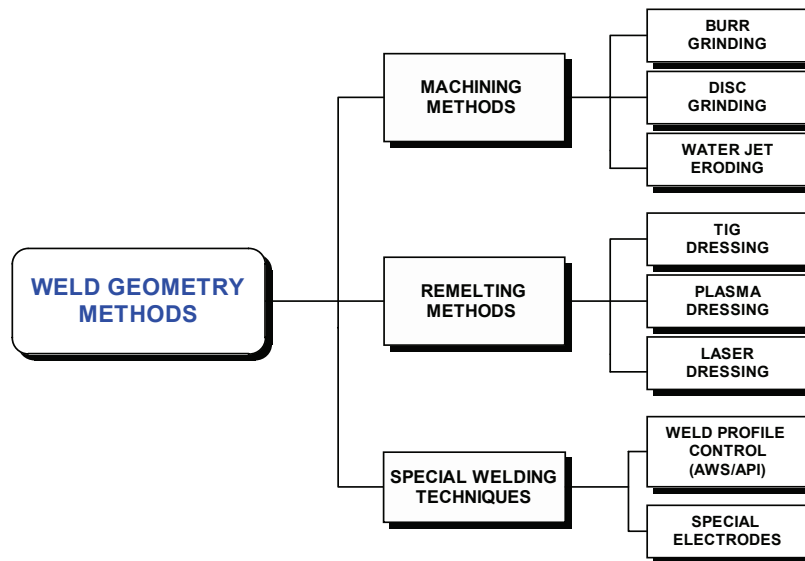 WELD GEOMETRY
METHODS
MACHINING
METHODS
BURR
GRINDING
DISC
GRINDING
WATER JET
ERODING
REMELTING
METHODS
TIG
DRESSING
PLASMA
DRESSING
LASER
DRESSING
SPECIAL WELDING
TECHNIQUES
WELD PROFILE
CONTROL
(AWS/API)
SPECIAL
ELECTRODES